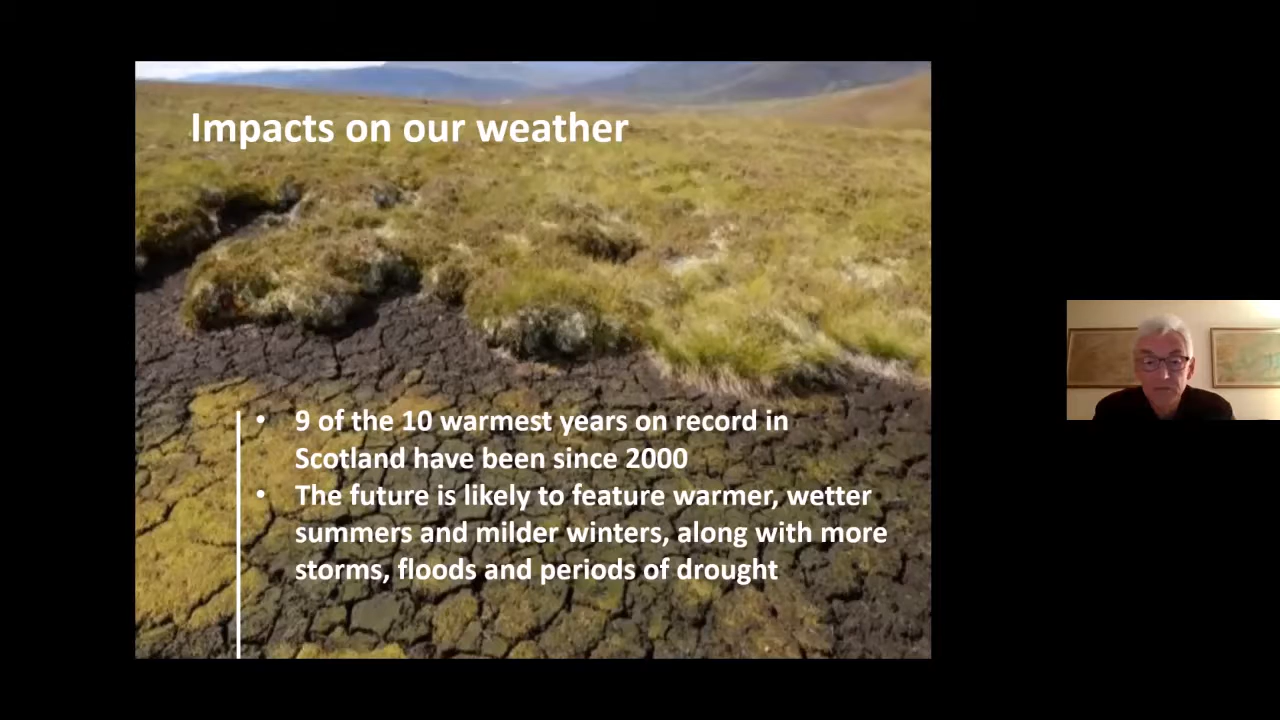 Impacts on our weather
• 9 of the 10 warmest years on record in
Scotland have been since 2000
• The future is likely to feature warmer, wetter
summers and milder winters, along with more
storms, floods and periods of drought